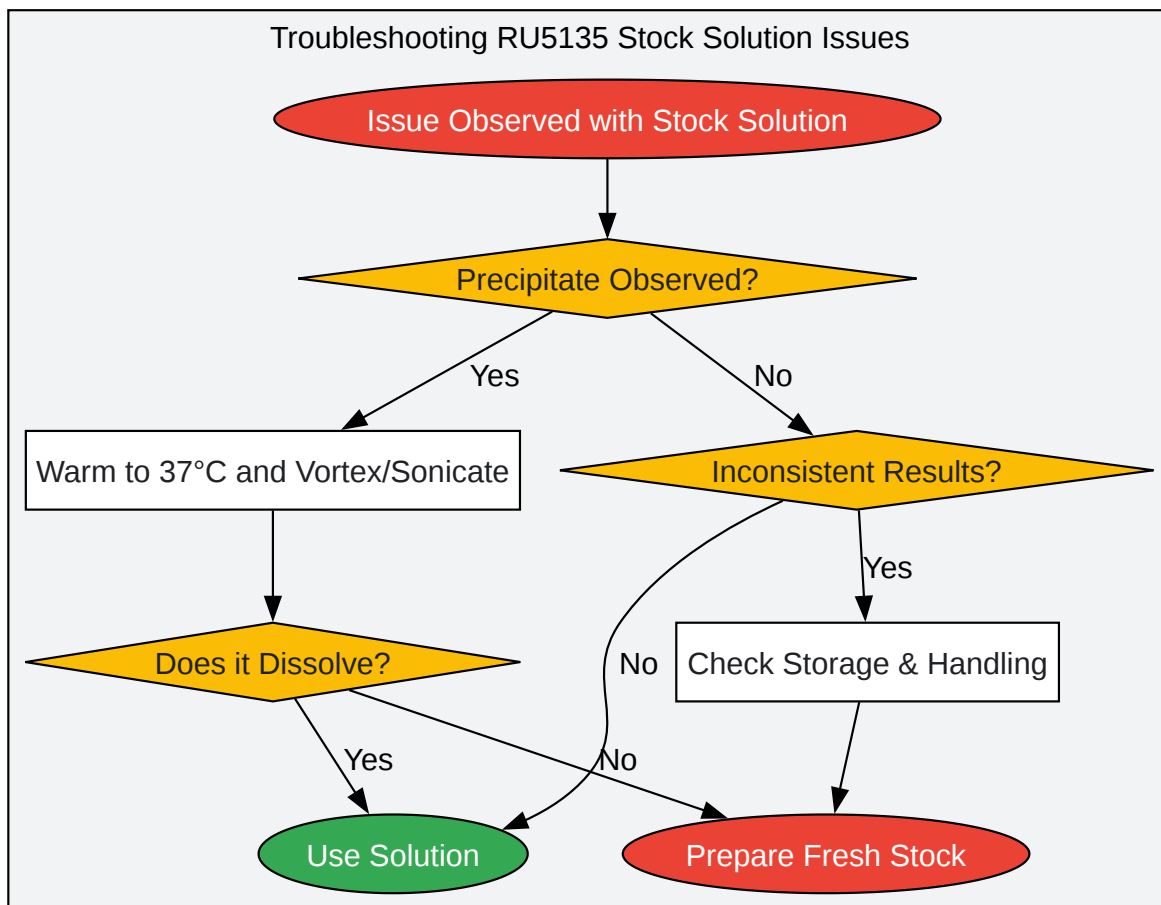 Troubleshooting RU5135 Stock Solution Issues
Issue Observed with Stock Solution
Precipitate Observed?
Yes
No
Warm to 37°C and Vortex/Sonicate
Inconsistent Results?
Yes
Does it Dissolve?
No
Check Storage & Handling
Yes
No
Use Solution
Prepare Fresh Stock